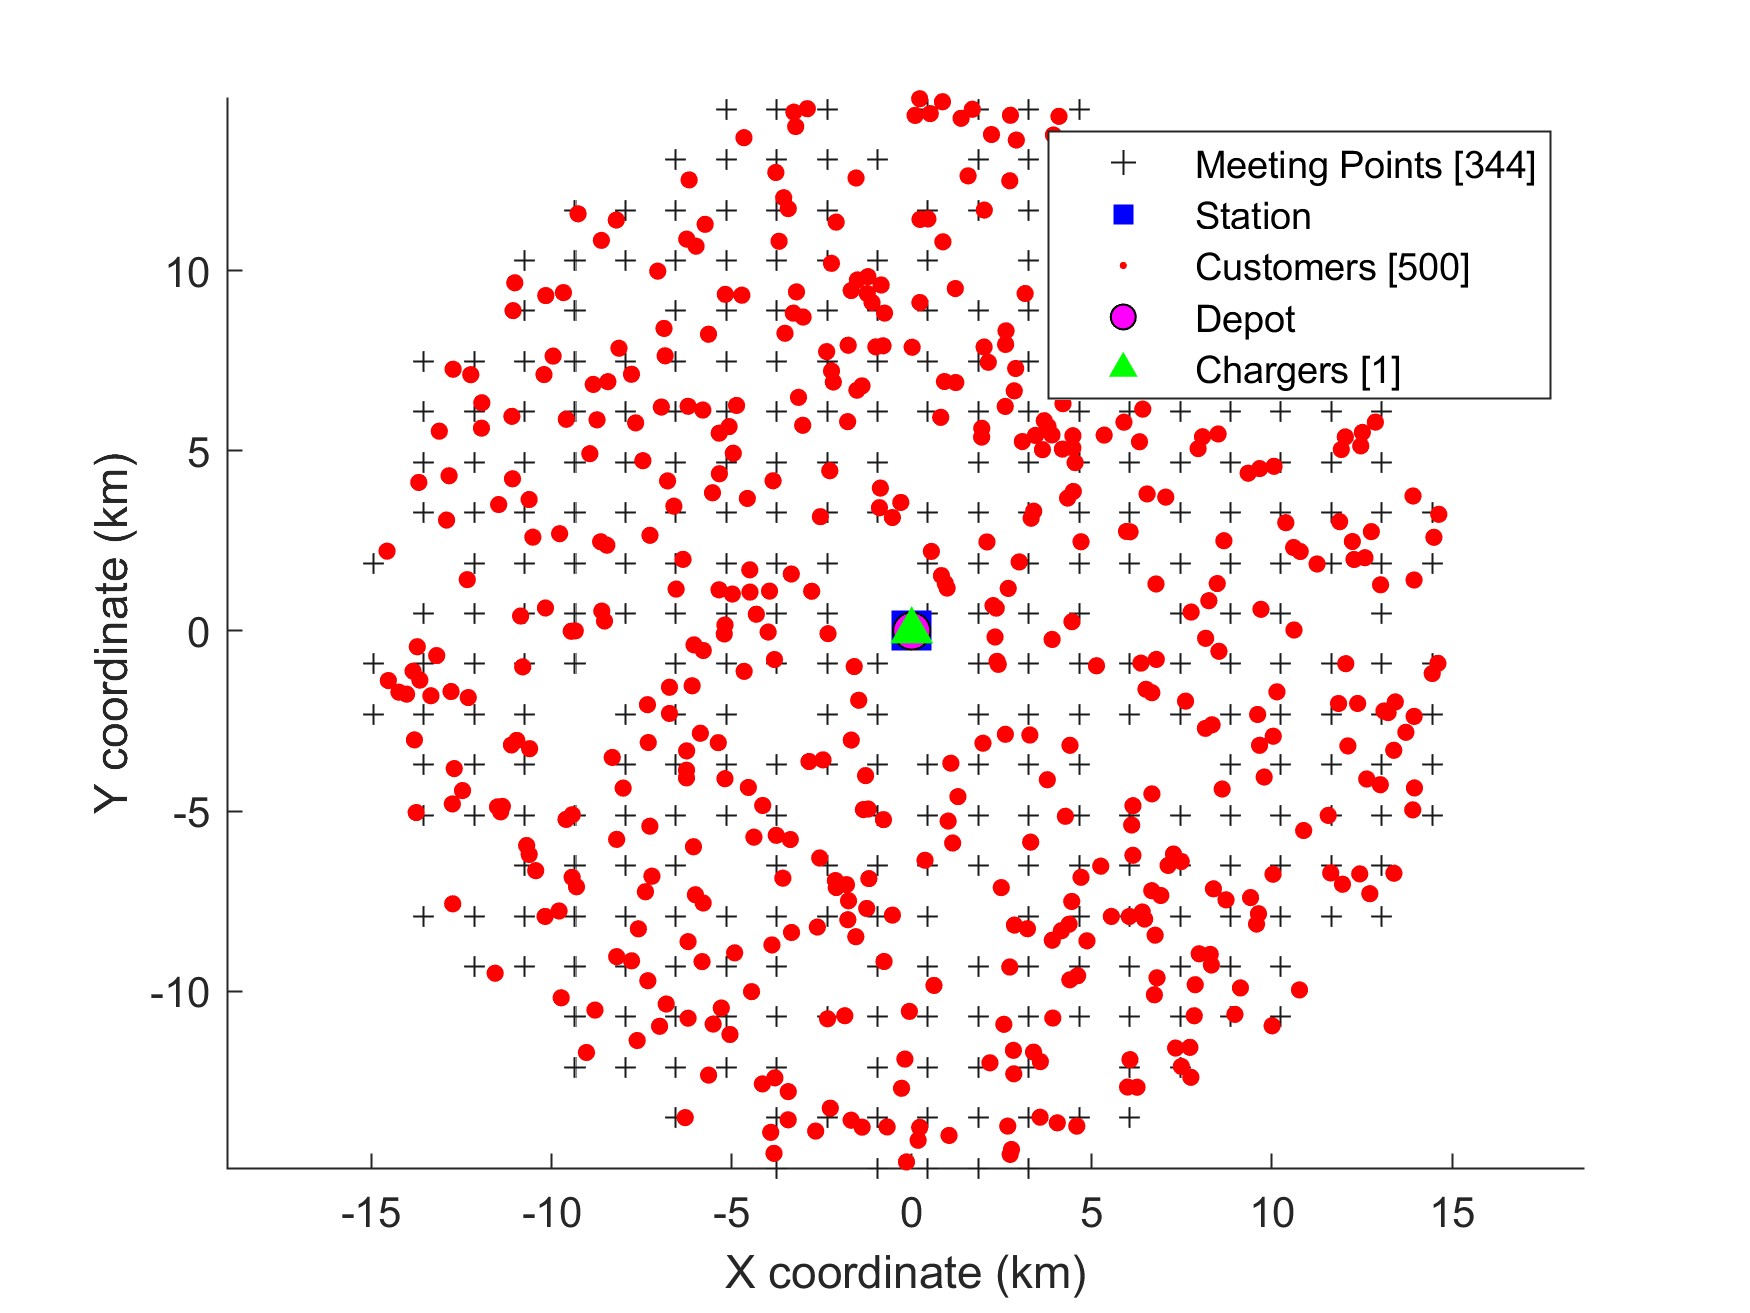 Meeting Points [344]
Station
Customers [500]
Depot
Chargers [1]
10
5
0
-5
-10
Y coordinate (km)
-15 -10 -5 0 5 10 15
X coordinate (km)